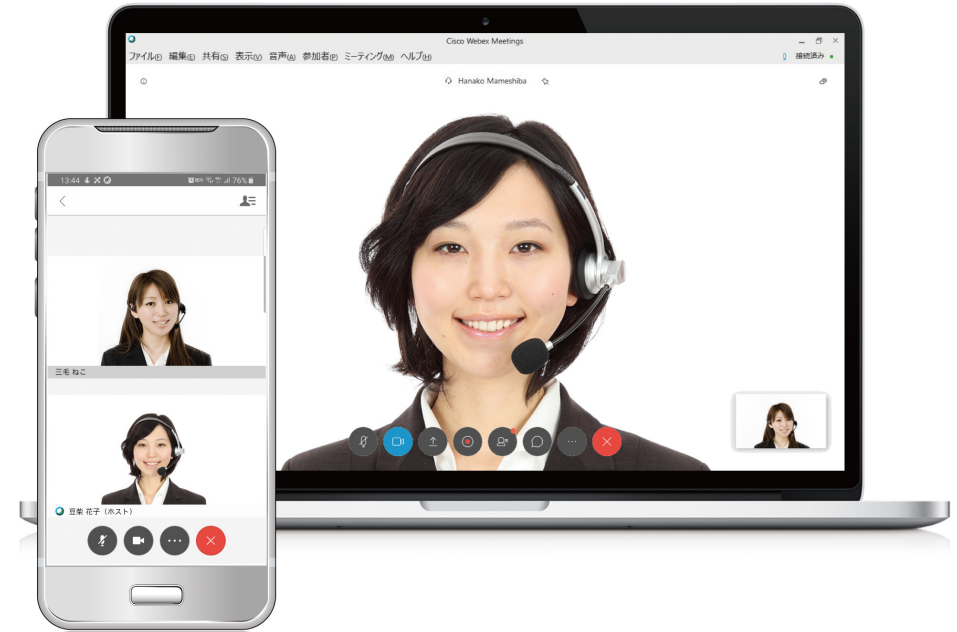 Cisco Webex Meetings
ファイル(F) 編集(E) 共有(S) 表示(V) 音声(A) 参加者(P) ミーティング(M) ヘルプ(H)
接続済み
Hanako Mameshiba
13:44
76%
三毛 ねこ
豆柴 花子（ホスト）